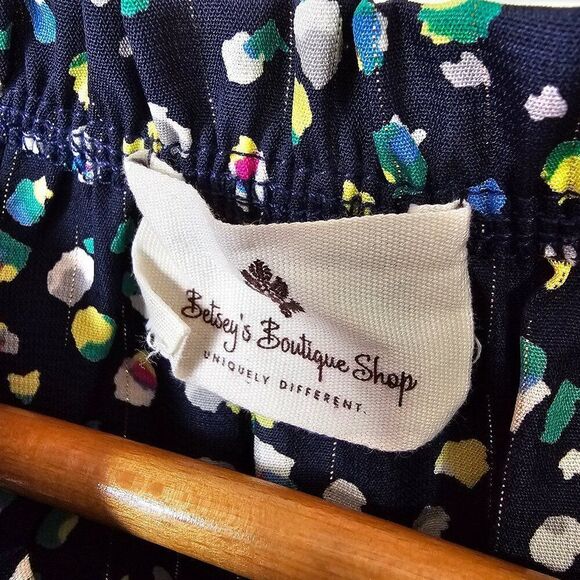 Betsey's Boutique Shop
UNIQUELY DIFFERENT.